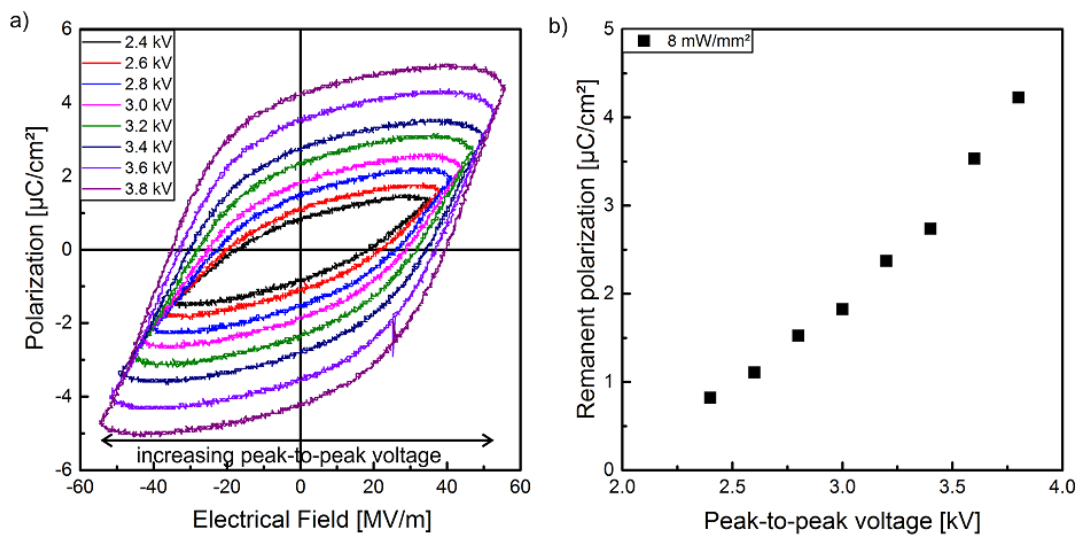 a)
2.4 kV
2.6 kV
2.8 kV
3.0 kV
3.2 kV
3.4 kV
3.6 kV
3.8 kV
6
4
2
0
-2
-4
-6
-60 -40 -20 0 20 40 60
increasing peak-to-peak voltage
Polarization [µC/cm²]
Electrical Field [MV/m]
b)
8 mW/mm²
5
4
3
2
1
0
2.0 2.5 3.0 3.5 4.0
Remanent polarization [µC/cm²]
Peak-to-peak voltage [kV]